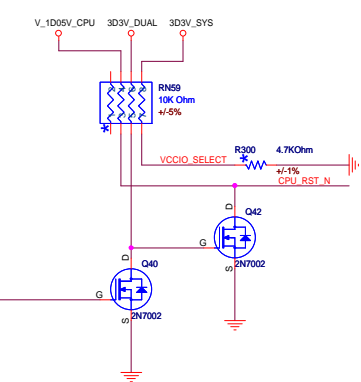 V_1D05V_CPU 3D3V_DUAL 3D3V_SYS
RN59
10K Ohm
+/-5%
R300 4.7KOhm
VCCIO_SELECT
+/-1%
CPU_RST_N
D
Q42
G
S
2N7002
D
Q40
G
S
2N7002